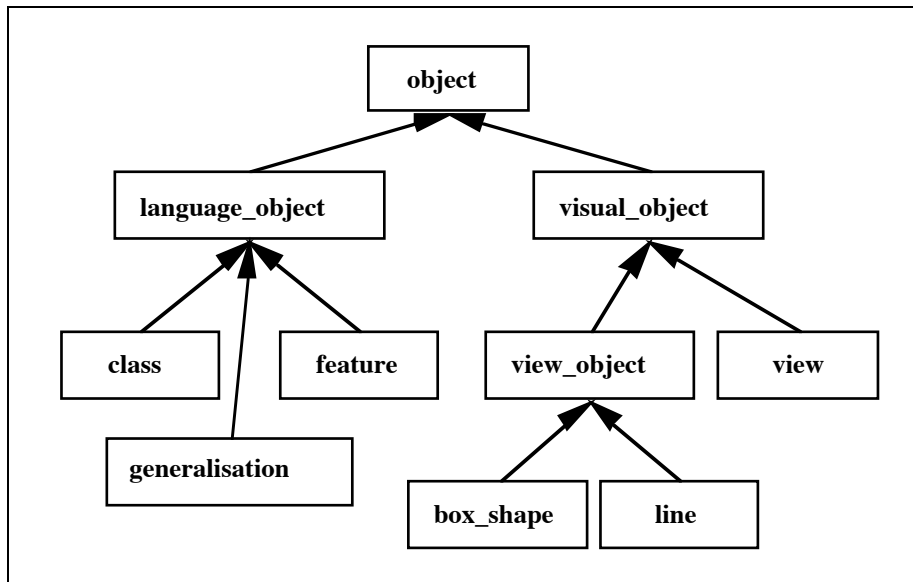 object
language_object
visual_object
class
feature
view_object
view
generalisation
box_shape
line